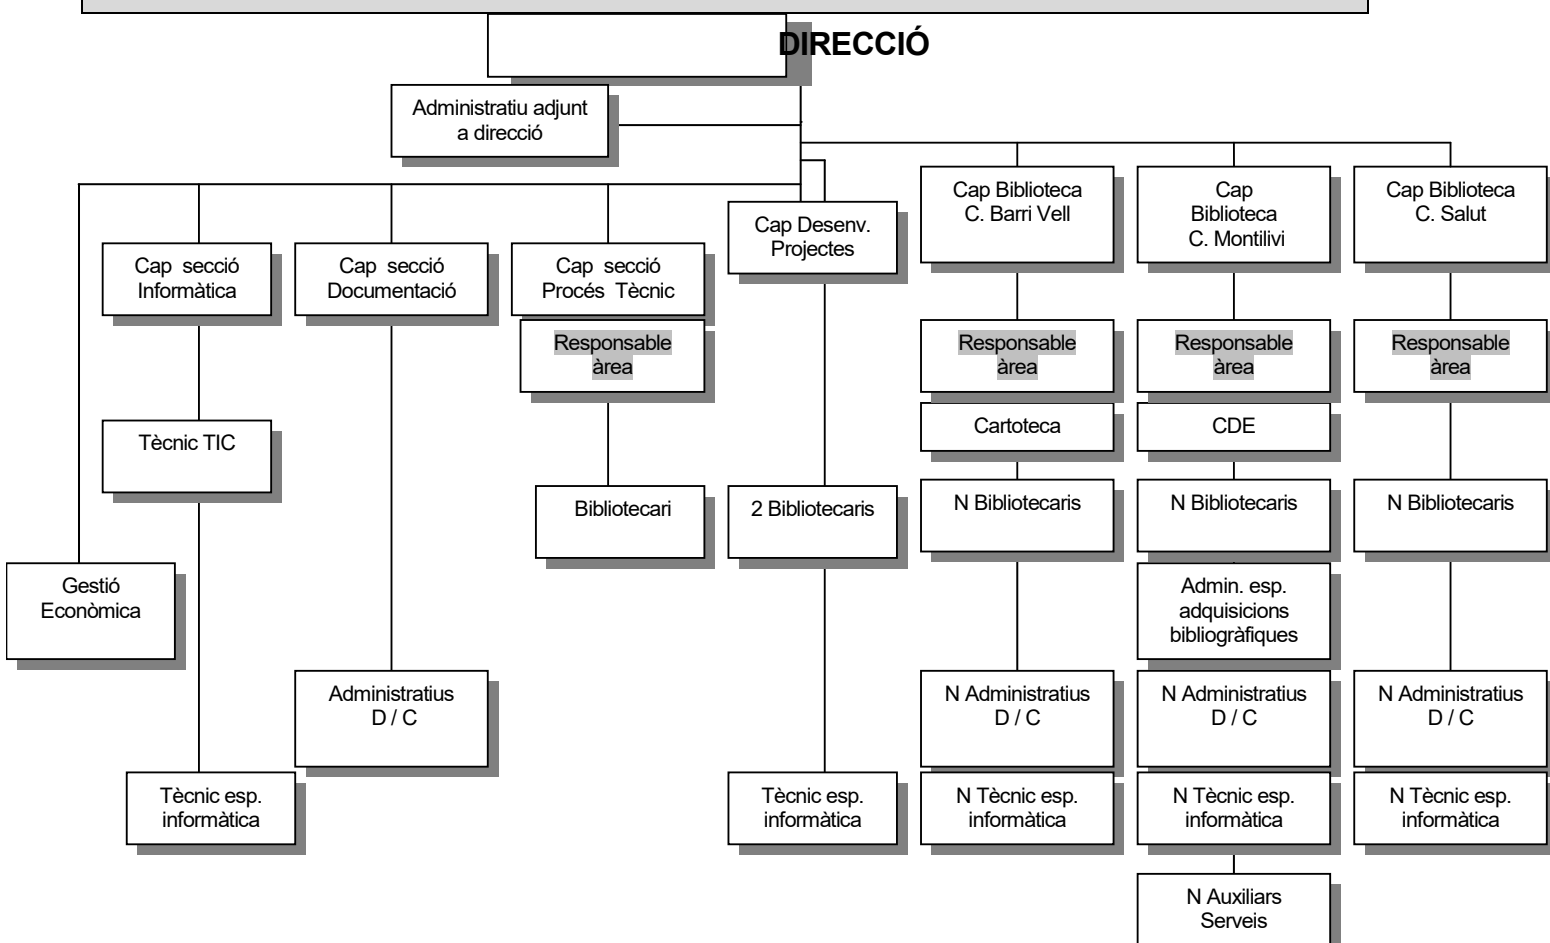 DIRECCIÓ
Administratiu adjunt
a direcció
Cap Biblioteca
C. Barri Vell
Cap
Biblioteca
C. Montilivi
Cap Biblioteca
C. Salut
Cap Desenv.
Projectes
Cap secció
Informàtica
Cap secció
Documentació
Cap secció
Procés Tècnic
Responsable
àrea
Responsable
àrea
Responsable
àrea
Responsable
àrea
Cartoteca
CDE
Tècnic TIC
Bibliotecari
2 Bibliotecaris
N Bibliotecaris
N Bibliotecaris
N Bibliotecaris
Gestió
Econòmica
Admin. esp.
adquisicions
bibliogràfiques
Administratius
D / C
N Administratius
D / C
N Administratius
D / C
N Administratius
D / C
Tècnic esp.
informàtica
Tècnic esp.
informàtica
N Tècnic esp.
informàtica
N Tècnic esp.
informàtica
N Tècnic esp.
informàtica
N Auxiliars
Serveis